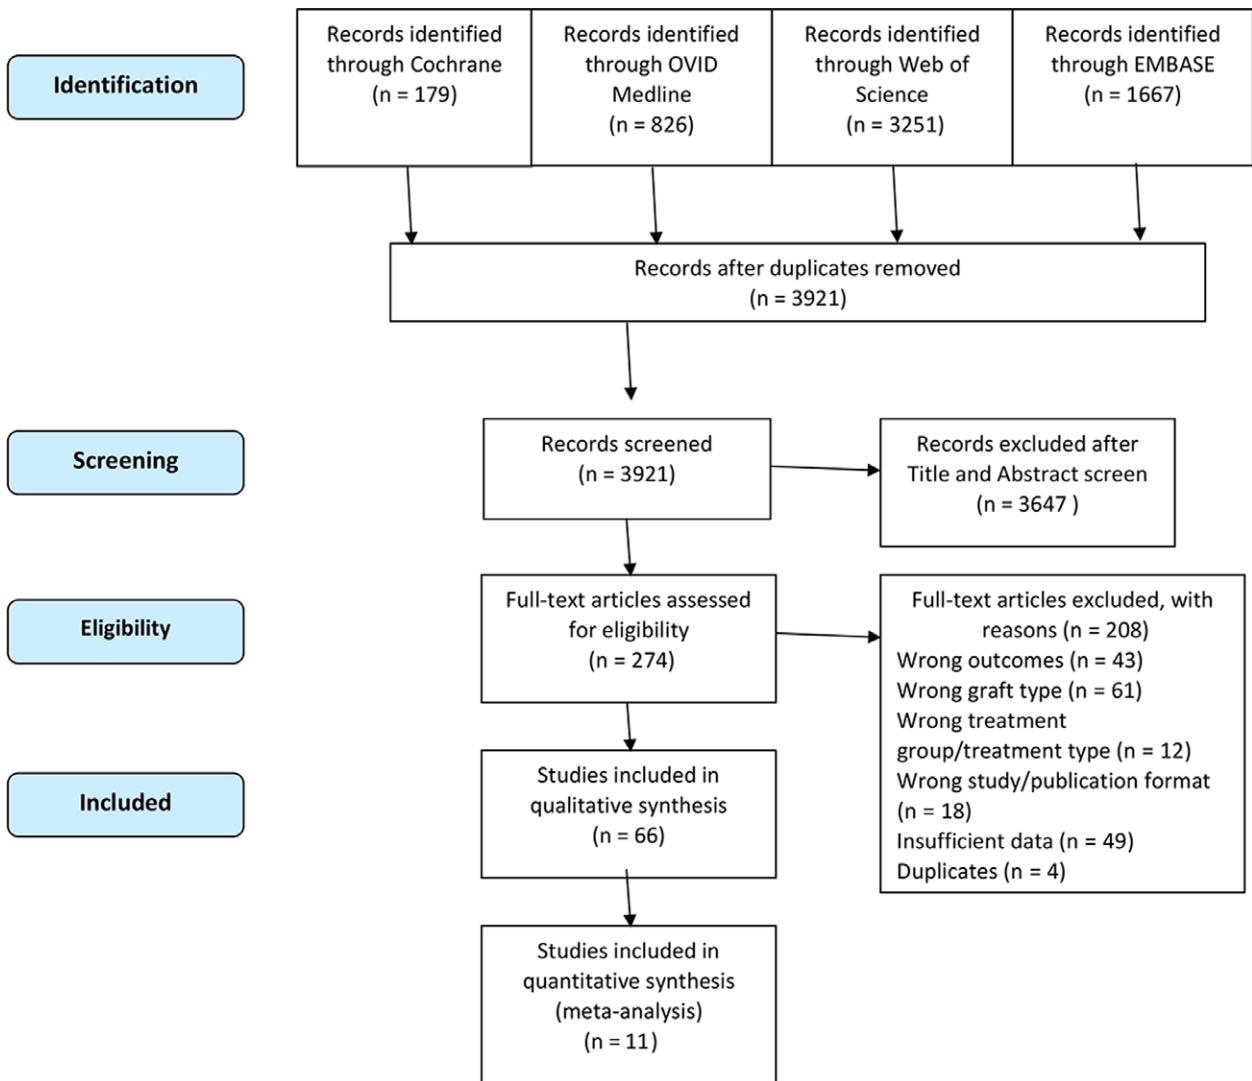 Identification
Records identified
through Cochrane
(n = 179)
Records identified
through OVID
Medline
(n = 826)
Records identified
through Web of
Science
(n = 3251)
Records identified
through EMBASE
(n = 1667)
Records after duplicates removed
(n = 3921)
Screening
Records screened
(n = 3921)
Records excluded after
Title and Abstract screen
(n = 3647 )
Eligibility
Full-text articles assessed
for eligibility
(n = 274)
Full-text articles excluded, with
reasons (n = 208)
Wrong outcomes (n = 43)
Wrong graft type (n = 61)
Wrong treatment
group/treatment type (n = 12)
Wrong study/publication format
(n = 18)
Insufficient data (n = 49)
Duplicates (n = 4)
Included
Studies included in
qualitative synthesis
(n = 66)
Studies included in
quantitative synthesis
(meta-analysis)
(n = 11)